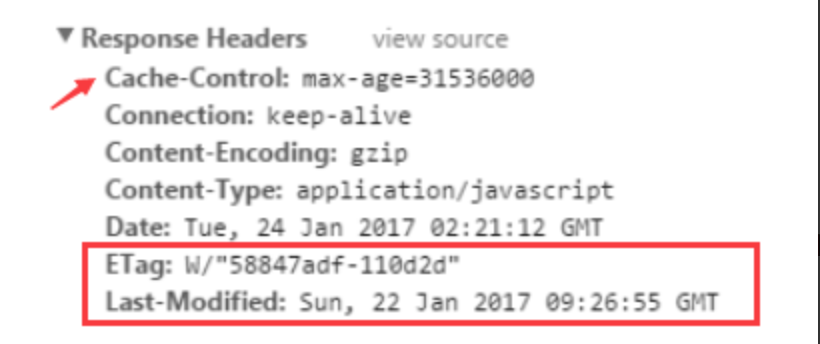 Response Headers view source
Cache-Control: max-age=31536000
Connection: keep-alive
Content-Encoding: gzip
Content-Type: application/javascript
Date: Tue, 24 Jan 2017 02:21:12 GMT
ETag: W/"58847adf-110d2d"
Last-Modified: Sun, 22 Jan 2017 09:26:55 GMT